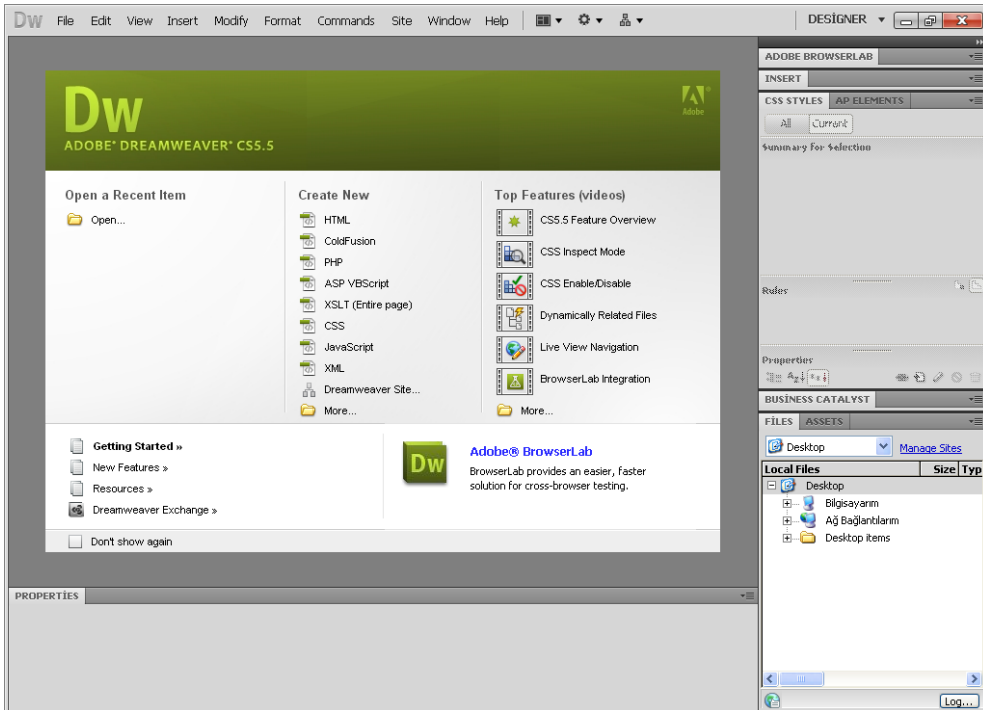 Dw File Edit View Insert Modify Format Commands Site Window Help DESİGNER
ADOBE BROWSERLAB
INSERT
CSS STYLES AP ELEMENTS
All Current
Summary for Selection
Rules
Properties
BUSİNESS CATALYST
FİLES ASSETS
Desktop Manage Sites
Local Files Size Typ
Desktop
Bilgisayarım
Ağ Bağlantılarım
Desktop items
Log...
Dw
Adobe
ADOBE® DREAMWEAVER® CS5.5
Open a Recent Item
Open...
Create New
HTML
ColdFusion
PHP
ASP VBScript
XSLT (Entire page)
CSS
JavaScript
XML
Dreamweaver Site...
More...
Top Features (videos)
CS5.5 Feature Overview
CSS Inspect Mode
CSS Enable/Disable
Dynamically Related Files
Live View Navigation
BrowserLab Integration
More...
Getting Started »
New Features »
Resources »
Dreamweaver Exchange »
Dw
Adobe® BrowserLab
BrowserLab provides an easier, faster
solution for cross-browser testing.
Don't show again
PROPERTİES